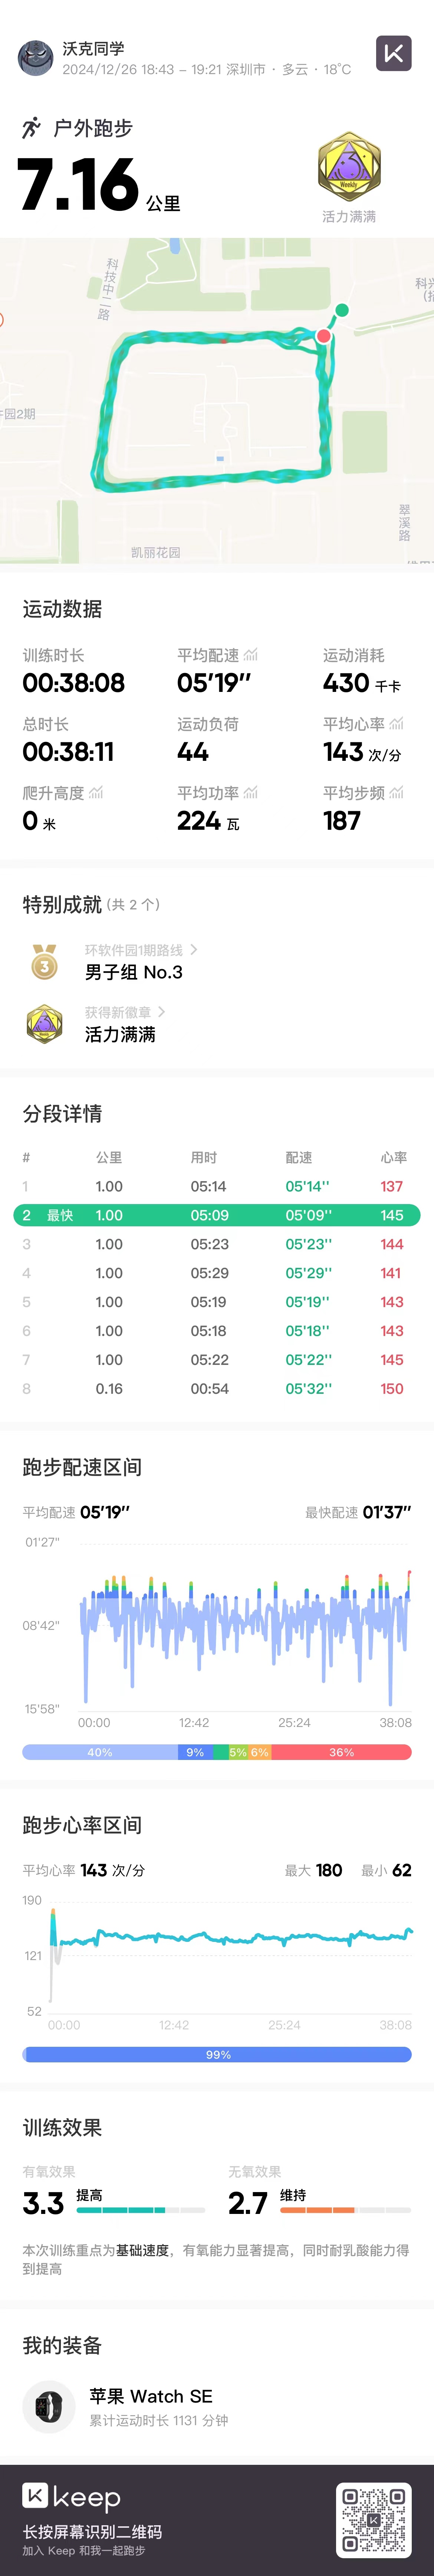 沃克同学
2024/12/26 18:43 – 19:21 深圳市 · 多云 · 18°C
户外跑步
7.16 公里
Weekly
活力满满
科技中二路
科兴
园2期
翠溪路
凯丽花园
运动数据
训练时长 平均配速 运动消耗
00:38:08 05'19'' 430 千卡
总时长 运动负荷 平均心率
00:38:11 44 143 次/分
爬升高度 平均功率 平均步频
0 米 224 瓦 187
特别成就 (共 2 个)
3
环软件园1期路线
男子组 No.3
获得新徽章
活力满满
分段详情
# 公里 用时 配速 心率
1 1.00 05:14 05'14'' 137
2 最快 1.00 05:09 05'09'' 145
3 1.00 05:23 05'23'' 144
4 1.00 05:29 05'29'' 141
5 1.00 05:19 05'19'' 143
6 1.00 05:18 05'18'' 143
7 1.00 05:22 05'22'' 145
8 0.16 00:54 05'32'' 150
跑步配速区间
平均配速 05'19'' 最快配速 01'37''
01'27"
08'42"
15'58"
00:00 12:42 25:24 38:08
40% 9% 5% 6% 36%
跑步心率区间
平均心率 143 次/分 最大 180 最小 62
190
121
52
00:00 12:42 25:24 38:08
99%
训练效果
有氧效果 无氧效果
3.3 提高 2.7 维持
本次训练重点为基础速度，有氧能力显著提高，同时耐乳酸能力得
到提高
我的装备
苹果 Watch SE
累计运动时长 1131 分钟
keep
长按屏幕识别二维码
加入 Keep 和我一起跑步